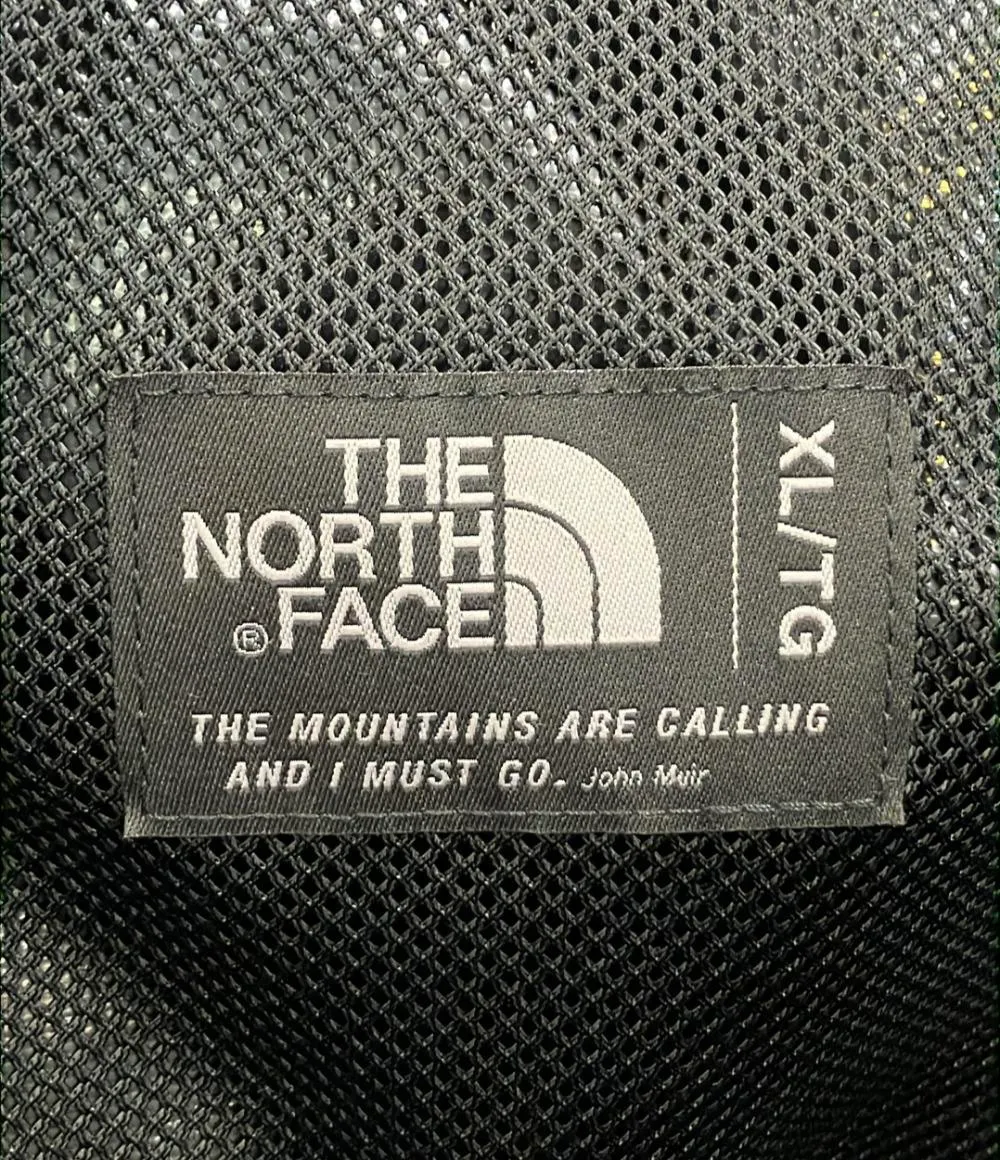 THE
NORTH
® FACE
XL/TG
THE MOUNTAINS ARE CALLING
AND I MUST GO. John Muir